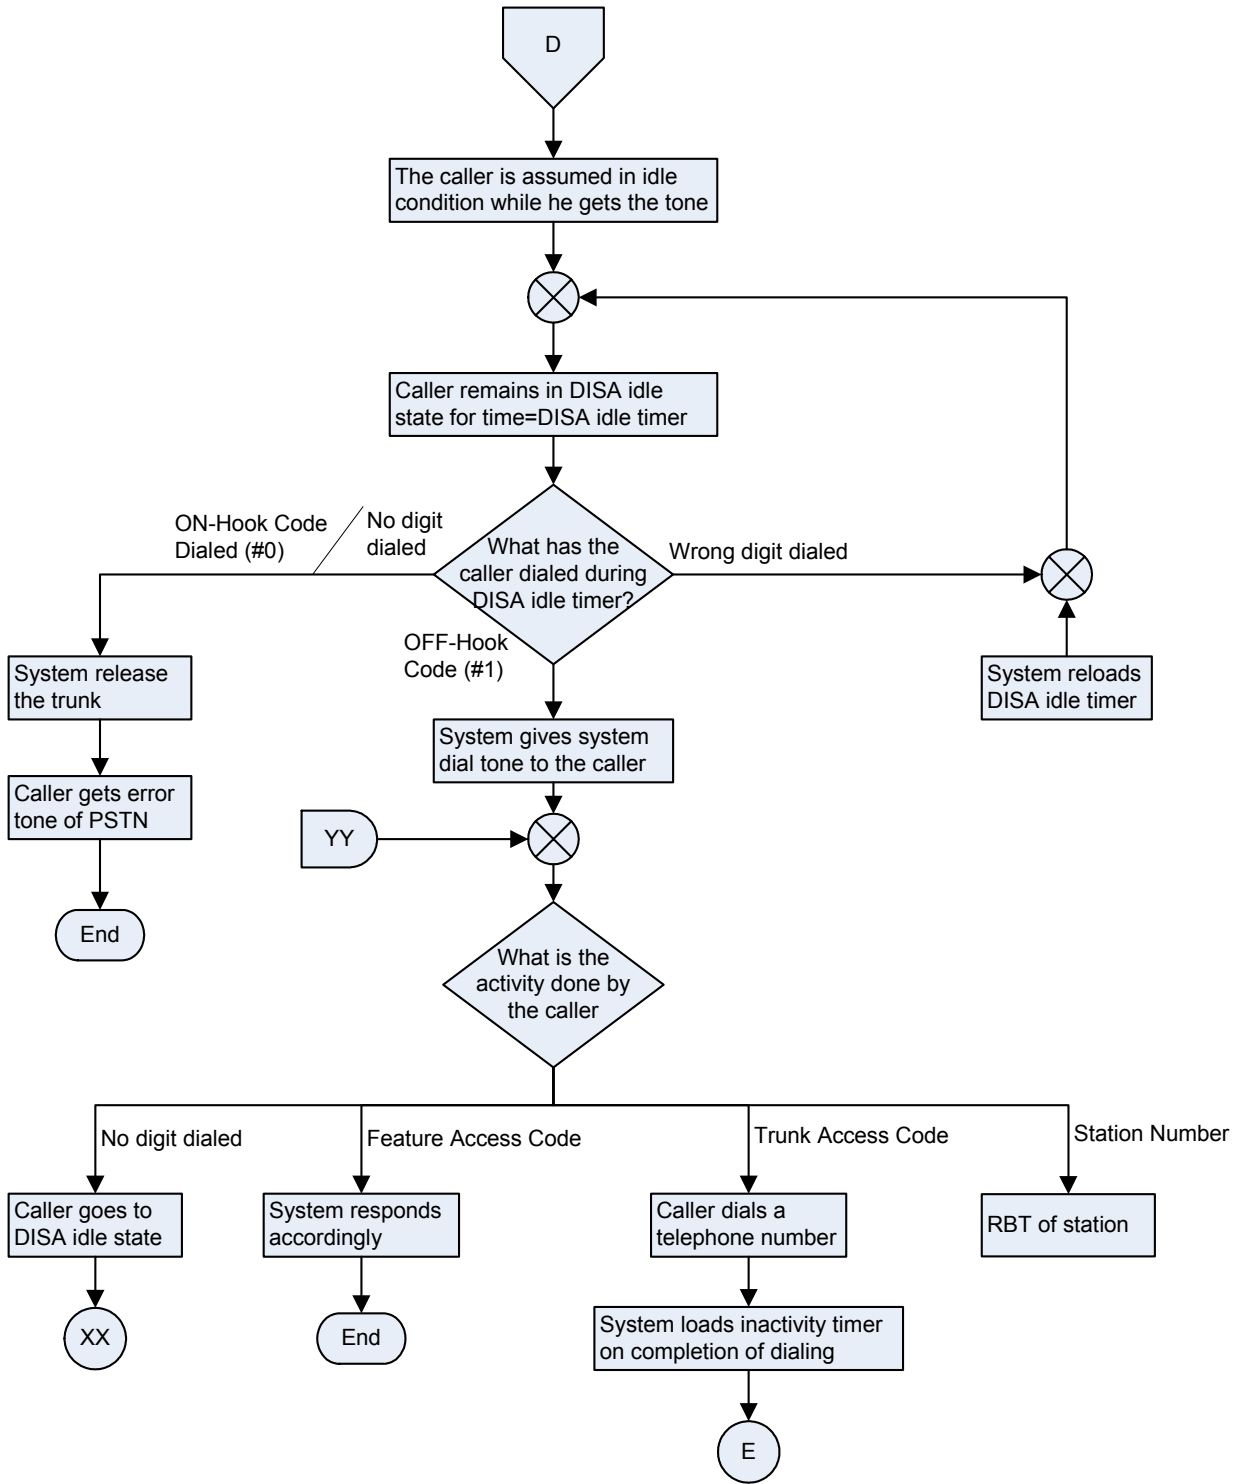 D
The caller is assumed in idle
condition while he gets the tone
Caller remains in DISA idle
state for time=DISA idle timer
ON-Hook Code
Dialed (#0)
No digit
dialed
What has the
caller dialed during
DISA idle timer?
Wrong digit dialed
OFF-Hook
Code (#1)
System release
the trunk
System reloads
DISA idle timer
System gives system
dial tone to the caller
Caller gets error
tone of PSTN
YY
End
What is the
activity done by
the caller
No digit dialed
Feature Access Code
Trunk Access Code
Station Number
Caller goes to
DISA idle state
System responds
accordingly
Caller dials a
telephone number
RBT of station
XX
End
System loads inactivity timer
on completion of dialing
E